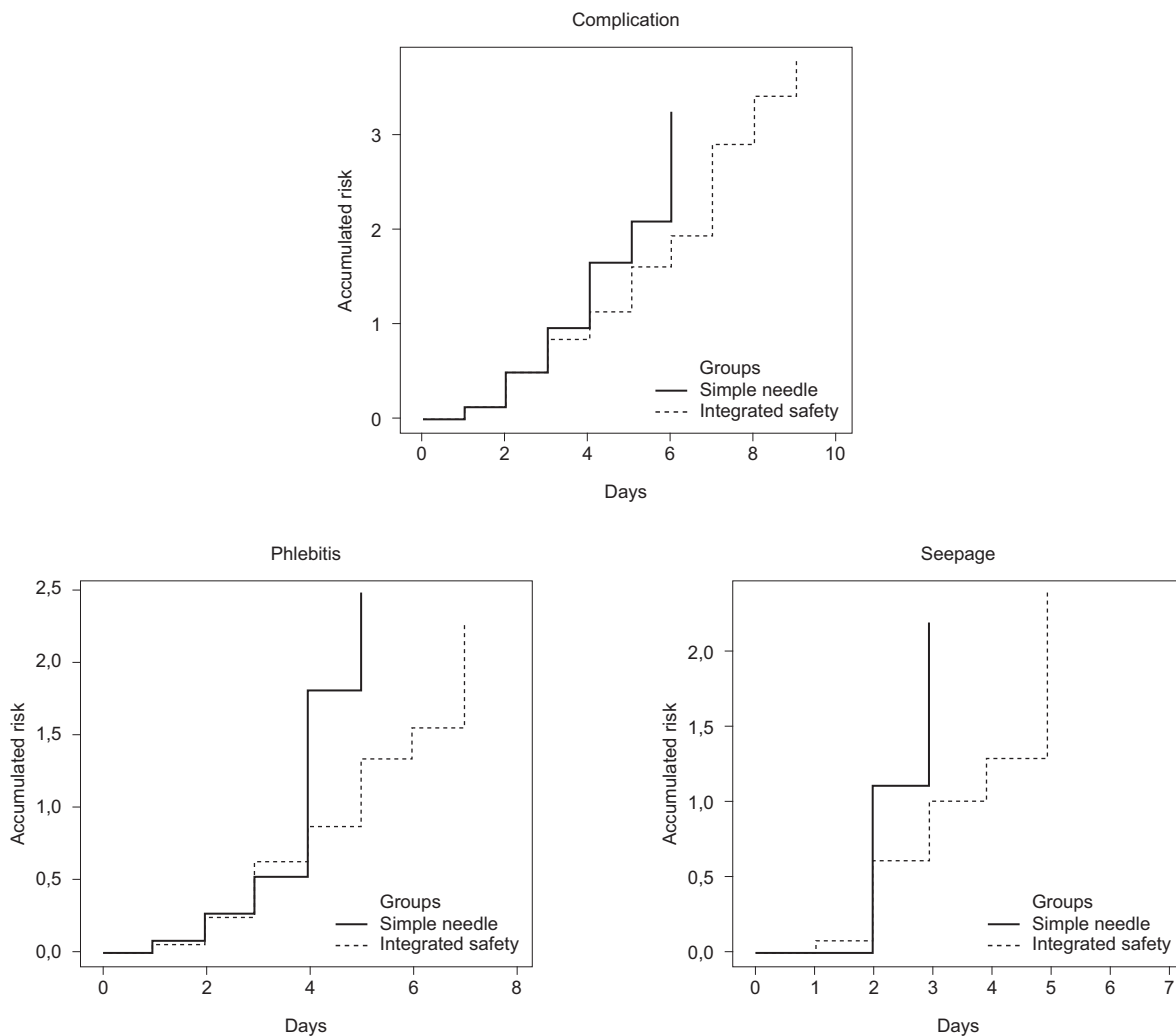 Complication
Accumulated risk
3
2
1
0
Groups
Simple needle
Integrated safety
0 2 4 6 8 10
Days
Phlebitis
Accumulated risk
2,5
2,0
1,5
1,0
0,5
0,0
Groups
Simple needle
Integrated safety
0 2 4 6 8
Days
Seepage
Accumulated risk
2,0
1,5
1,0
0,5
0,0
Groups
Simple needle
Integrated safety
0 1 2 3 4 5 6 7
Days